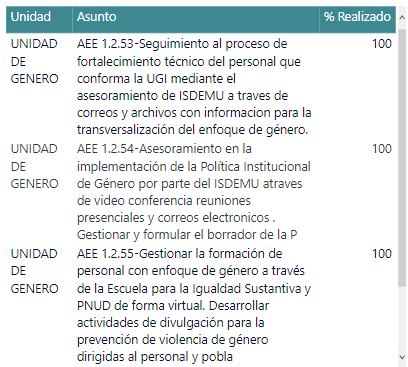 Unidad Asunto % Realizado
UNIDAD AEE 1.2.53-Seguimiento al proceso de 100
DE fortalecimiento técnico del personal que
GENERO conforma la UGI mediante el
asesoramiento de ISDEMU a traves de
correos y archivos con informacion para la
transversalización del enfoque de género.
UNIDAD AEE 1.2.54-Asesoramiento en la 100
DE implementación de la Política Institucional
GENERO de Género por parte del ISDEMU atraves
de video conferencia reuniones
presenciales y correos electronicos .
Gestionar y formular el borrador de la P
UNIDAD AEE 1.2.55-Gestionar la formación de 100
DE personal con enfoque de género a través
GENERO de la Escuela para la Igualdad Sustantiva y
PNUD de forma virtual. Desarrollar
actividades de divulgación para la
prevención de violencia de género
dirigidas al personal y pobla